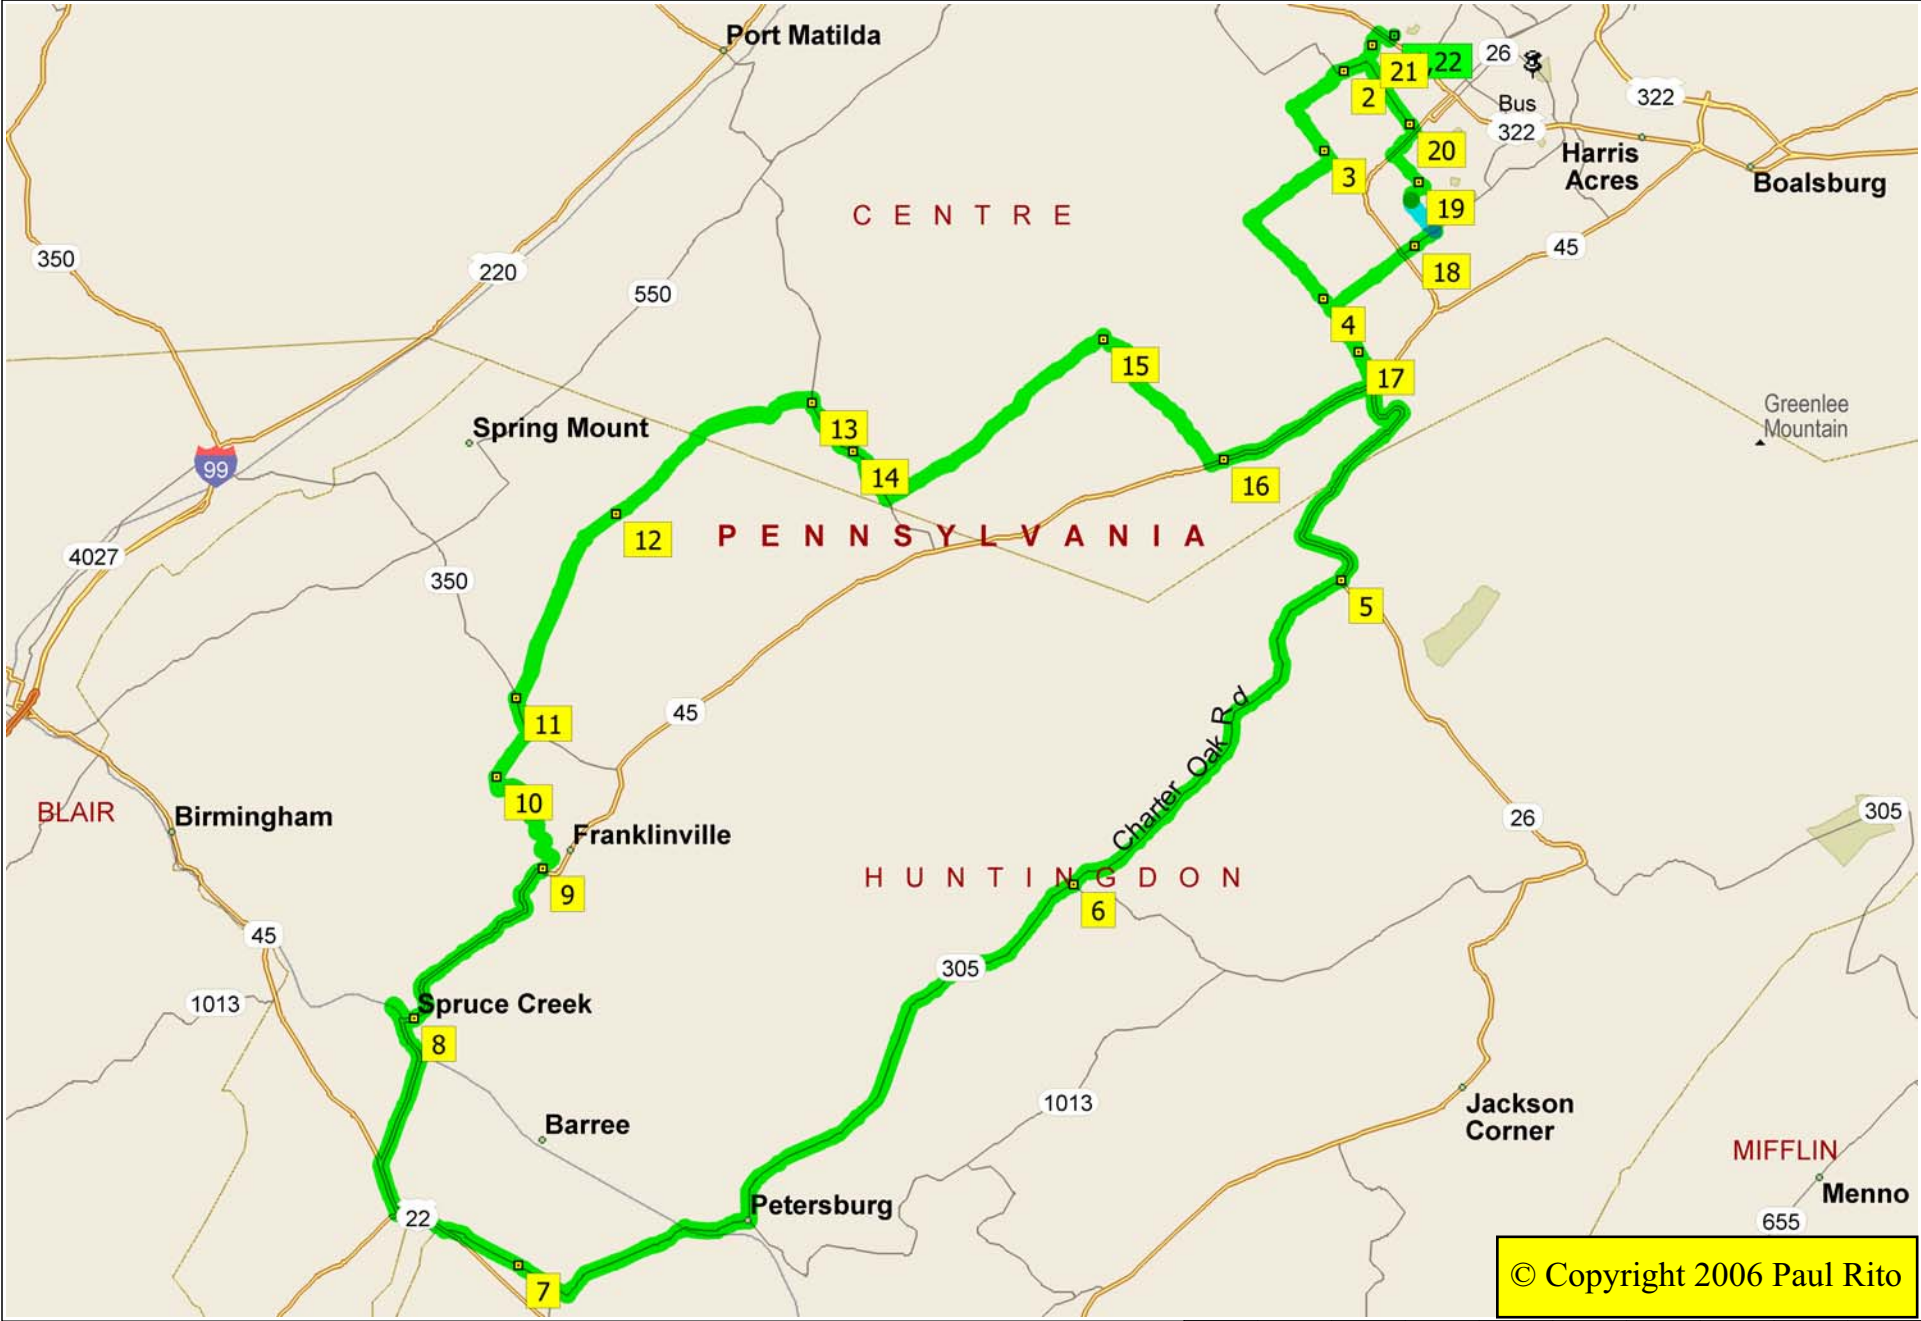 Port Matilda
21
,22
26
2
Bus
322
322
20
Harris
Acres
Boalsburg
3
19
CENTRE
350
220
550
18
45
4
15
17
Greenlee
Mountain
Spring Mount
13
99
14
16
12
PENNSYLVANIA
4027
350
5
45
11
Charter Oak Rd
10
BLAIR
Birmingham
Franklinville
26
305
9
HUNTINGDON
6
45
305
1013
Spruce Creek
8
1013
Jackson
Corner
Barree
MIFFLIN
Menno
Petersburg
22
655
7
© Copyright 2006 Paul Rito